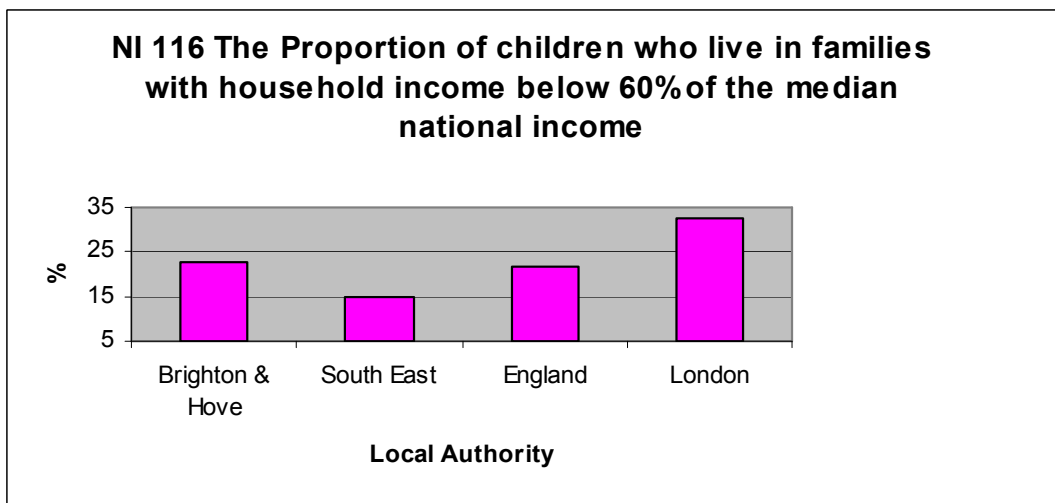 NI 116 The Proportion of children who live in families
with household income below 60% of the median
national income
35
25
15
5
%
Brighton &
Hove
South East
England
London
Local Authority